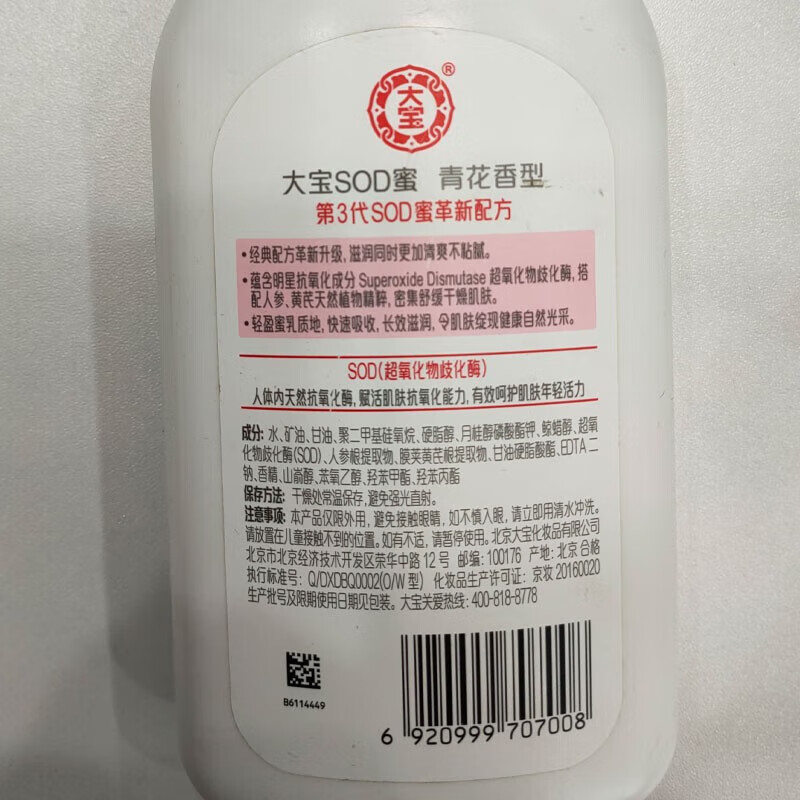 大宝
®
大宝SOD蜜 青花香型
第3代SOD蜜革新配方
• 经典配方革新升级, 滋润同时更加清爽不粘腻。
• 蕴含明星抗氧化成分 Superoxide Dismutase 超氧化物歧化酶, 搭
配人参、黄芪天然植物精粹, 密集舒缓干燥肌肤。
• 轻盈蜜乳质地, 快速吸收, 长效滋润, 令肌肤绽现健康自然光采。
SOD(超氧化物歧化酶)
人体内天然抗氧化酶, 赋活肌肤抗氧化能力, 有效呵护肌肤年轻活力
成分: 水、矿油、甘油、聚二甲基硅氧烷、硬脂醇、月桂醇磷酸酯钾、鲸蜡醇、超氧
化物歧化酶(SOD)、人参根提取物、膜荚黄芪根提取物、甘油硬脂酸酯、EDTA 二
钠、香精、山嵛醇、苯氧乙醇、羟苯甲酯、羟苯丙酯
保存方法: 干燥处常温保存, 避免强光直射。
注意事项: 本产品仅限外用, 避免接触眼睛, 如不慎入眼, 请立即用清水冲洗。
请放置在儿童接触不到的位置。如有不适, 请暂停使用。北京大宝化妆品有限公司
北京市北京经济技术开发区荣华中路 12 号 邮编: 100176 产地: 北京 合格
执行标准号: Q/DXDBQ0002(O/W 型) 化妆品生产许可证: 京妆 20160020
生产批号及限期使用日期见包装。大宝关爱热线: 400-818-8778
B6114449
6 920999 707008